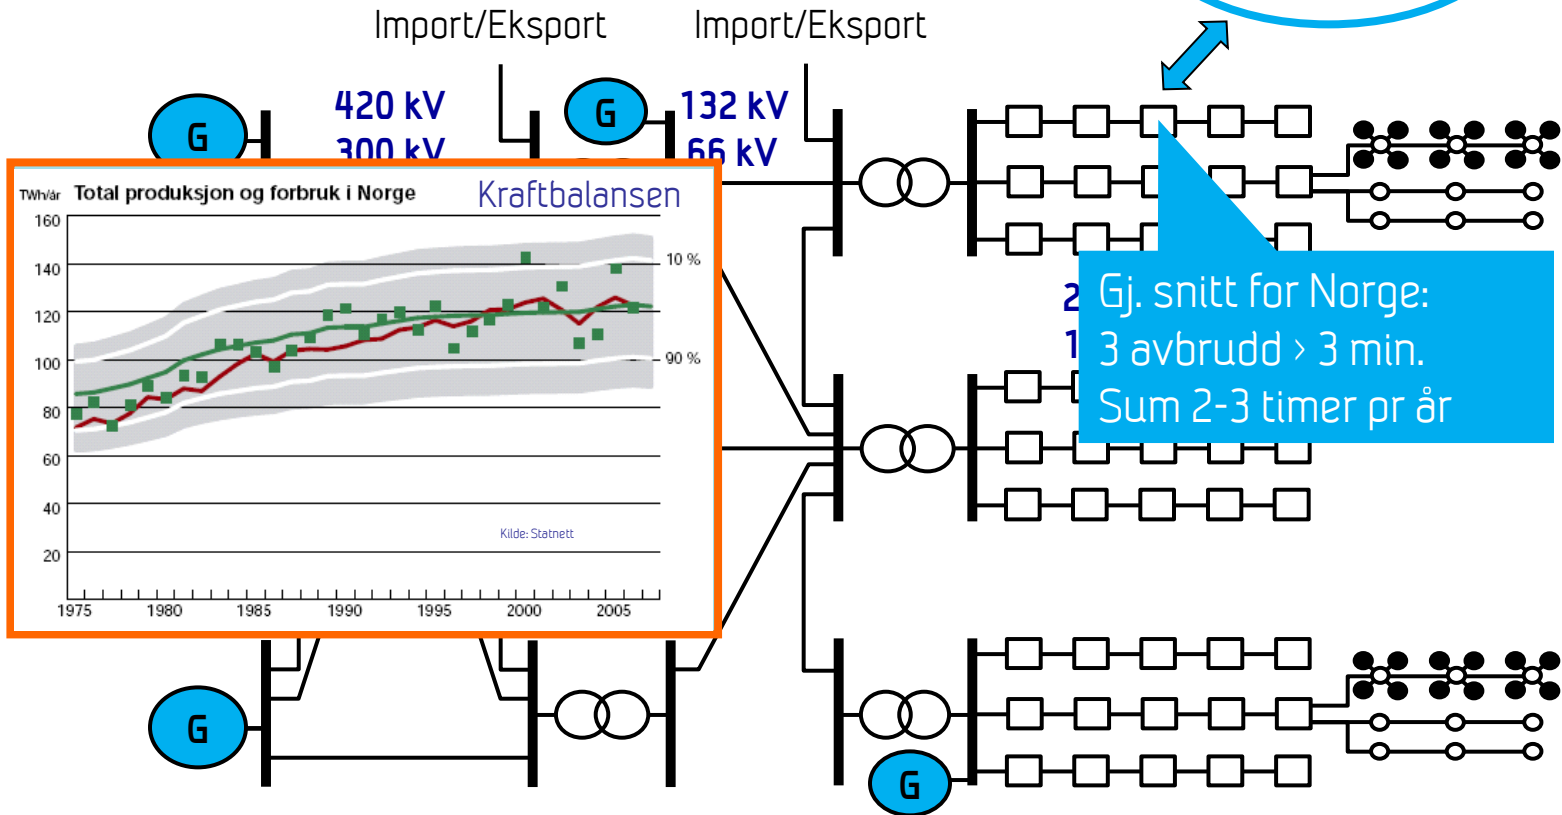 Import/Eksport
Import/Eksport
G
420 kV
300 kV
G
132 kV
66 kV
TWh/år
Total produksjon og forbruk i Norge
Kraftbalansen
160
140
120
100
80
60
40
20
10 %
90 %
Kilde: Statnett
1975
1980
1985
1990
1995
2000
2005
2
1
Gj. snitt for Norge:
3 avbrudd > 3 min.
Sum 2-3 timer pr år
G
G